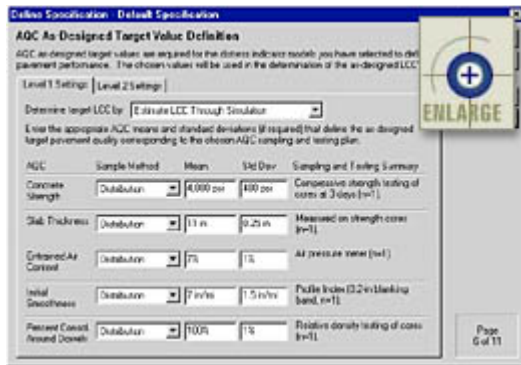 Define Specification - Default Specification
AQC As-Designed Target Value Definition
AQC as-designed target values are required for the distress indicator models you have selected to def
pavement performance. The chosen values will be used in the determination of the as-designed LCC
Level 1 Settings Level 2 Settings
Determine target LCC by: Estimate LCC Through Simulation
Enter the appropriate AQC means and standard deviations (if required) that define the as-designed
target pavement quality corresponding to the chosen AQC sampling and testing plan.
AQC Sample Method Mean Std Dev Sampling and Testing Summary
Concrete Strength Distribution 4,000 psi 400 psi Compressive strength testing of cores at 3 days (n=1).
Slab Thickness Distribution 11 in 0.25 in Measured on strength cores (n=1).
Entrained Air Content Distribution 7% 1% Air pressure meter (n=1)
Initial Smoothness Distribution 7 in/mi 1.5 in/mi Profile Index (0.2-in blanking band, n=1).
Percent Consol. Around Dowels Distribution 100% 1% Relative density testing of cores (n=1).
Page
6 of 11
ENLARGE